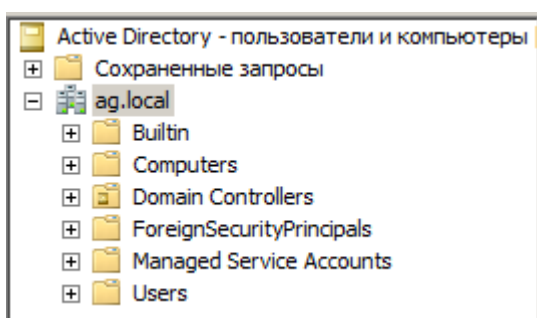 Active Directory - пользователи и компьютеры
Сохраненные запросы
ag.local
Builtin
Computers
Domain Controllers
ForeignSecurityPrincipals
Managed Service Accounts
Users